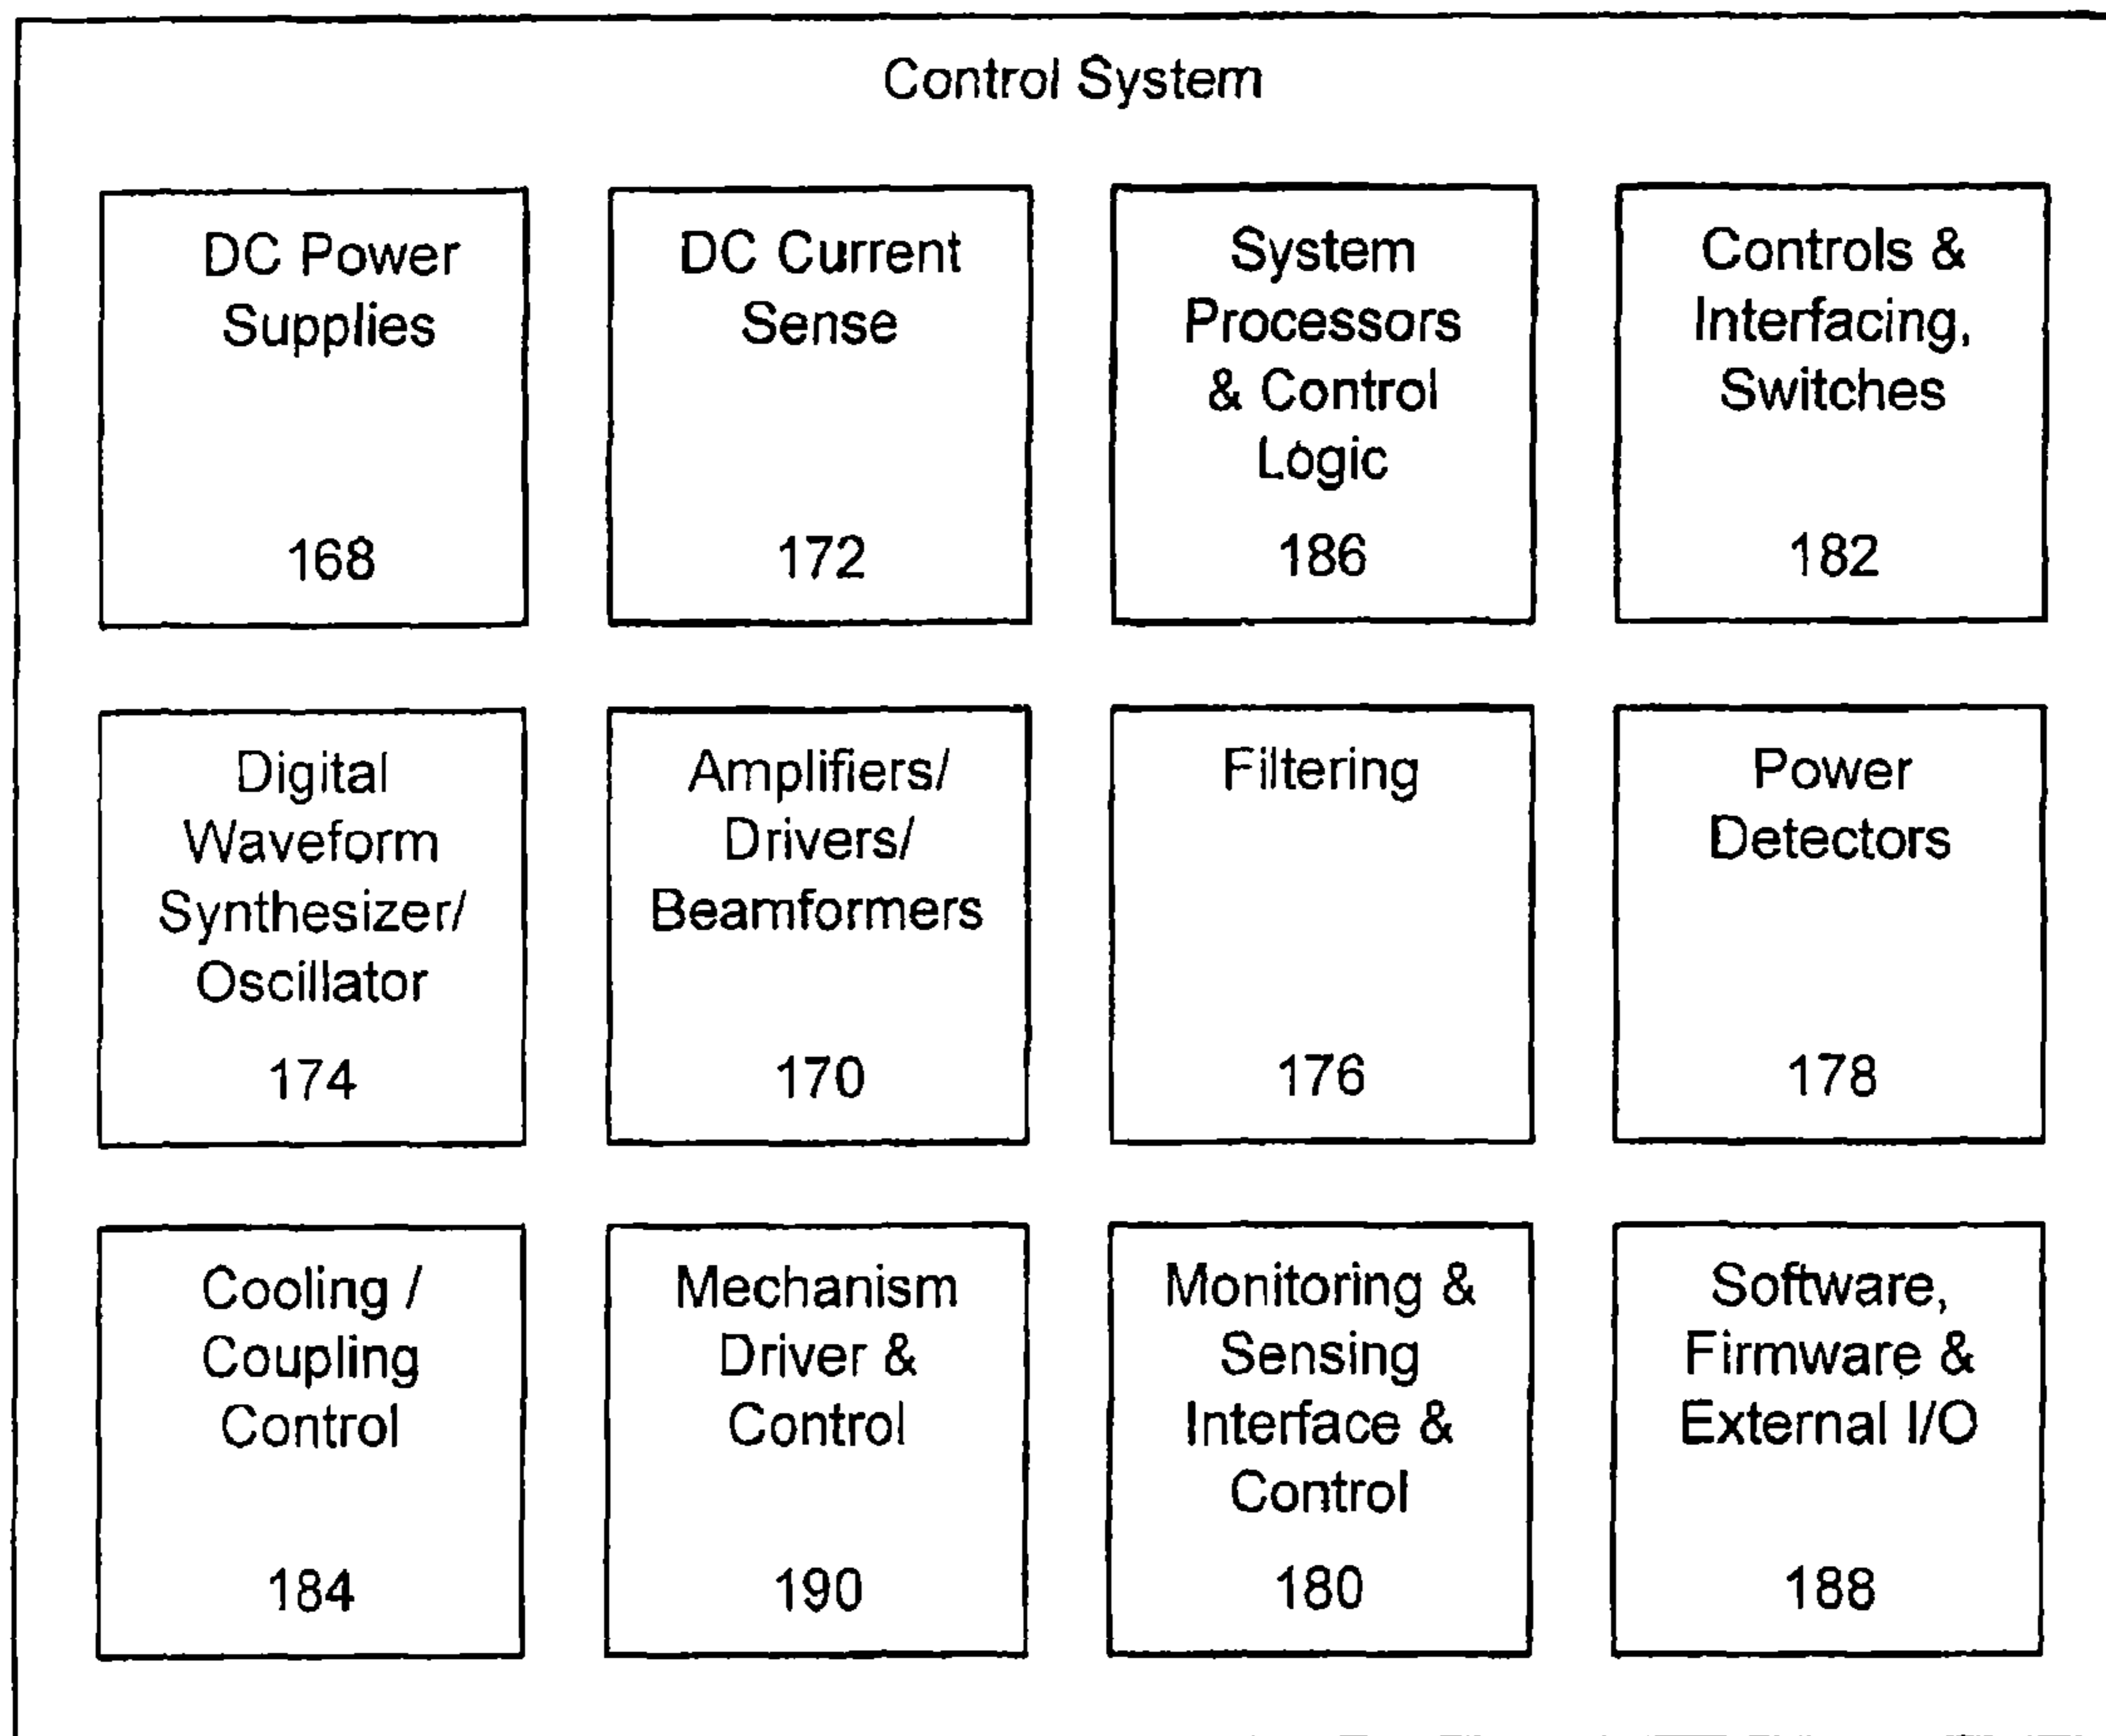 Control System
DC Power
Supplies
168
DC Current
Sense
172
System
Processors
& Control
Logic
186
Controls &
Interfacing,
Switches
182
Digital
Waveform
Synthesizer/
Oscillator
174
Amplifiers/
Drivers/
Beamformers
170
Filtering
176
Power
Detectors
178
Cooling /
Coupling
Control
184
Mechanism
Driver &
Control
190
Monitoring &
Sensing
Interface &
Control
180
Software,
Firmware &
External I/O
188